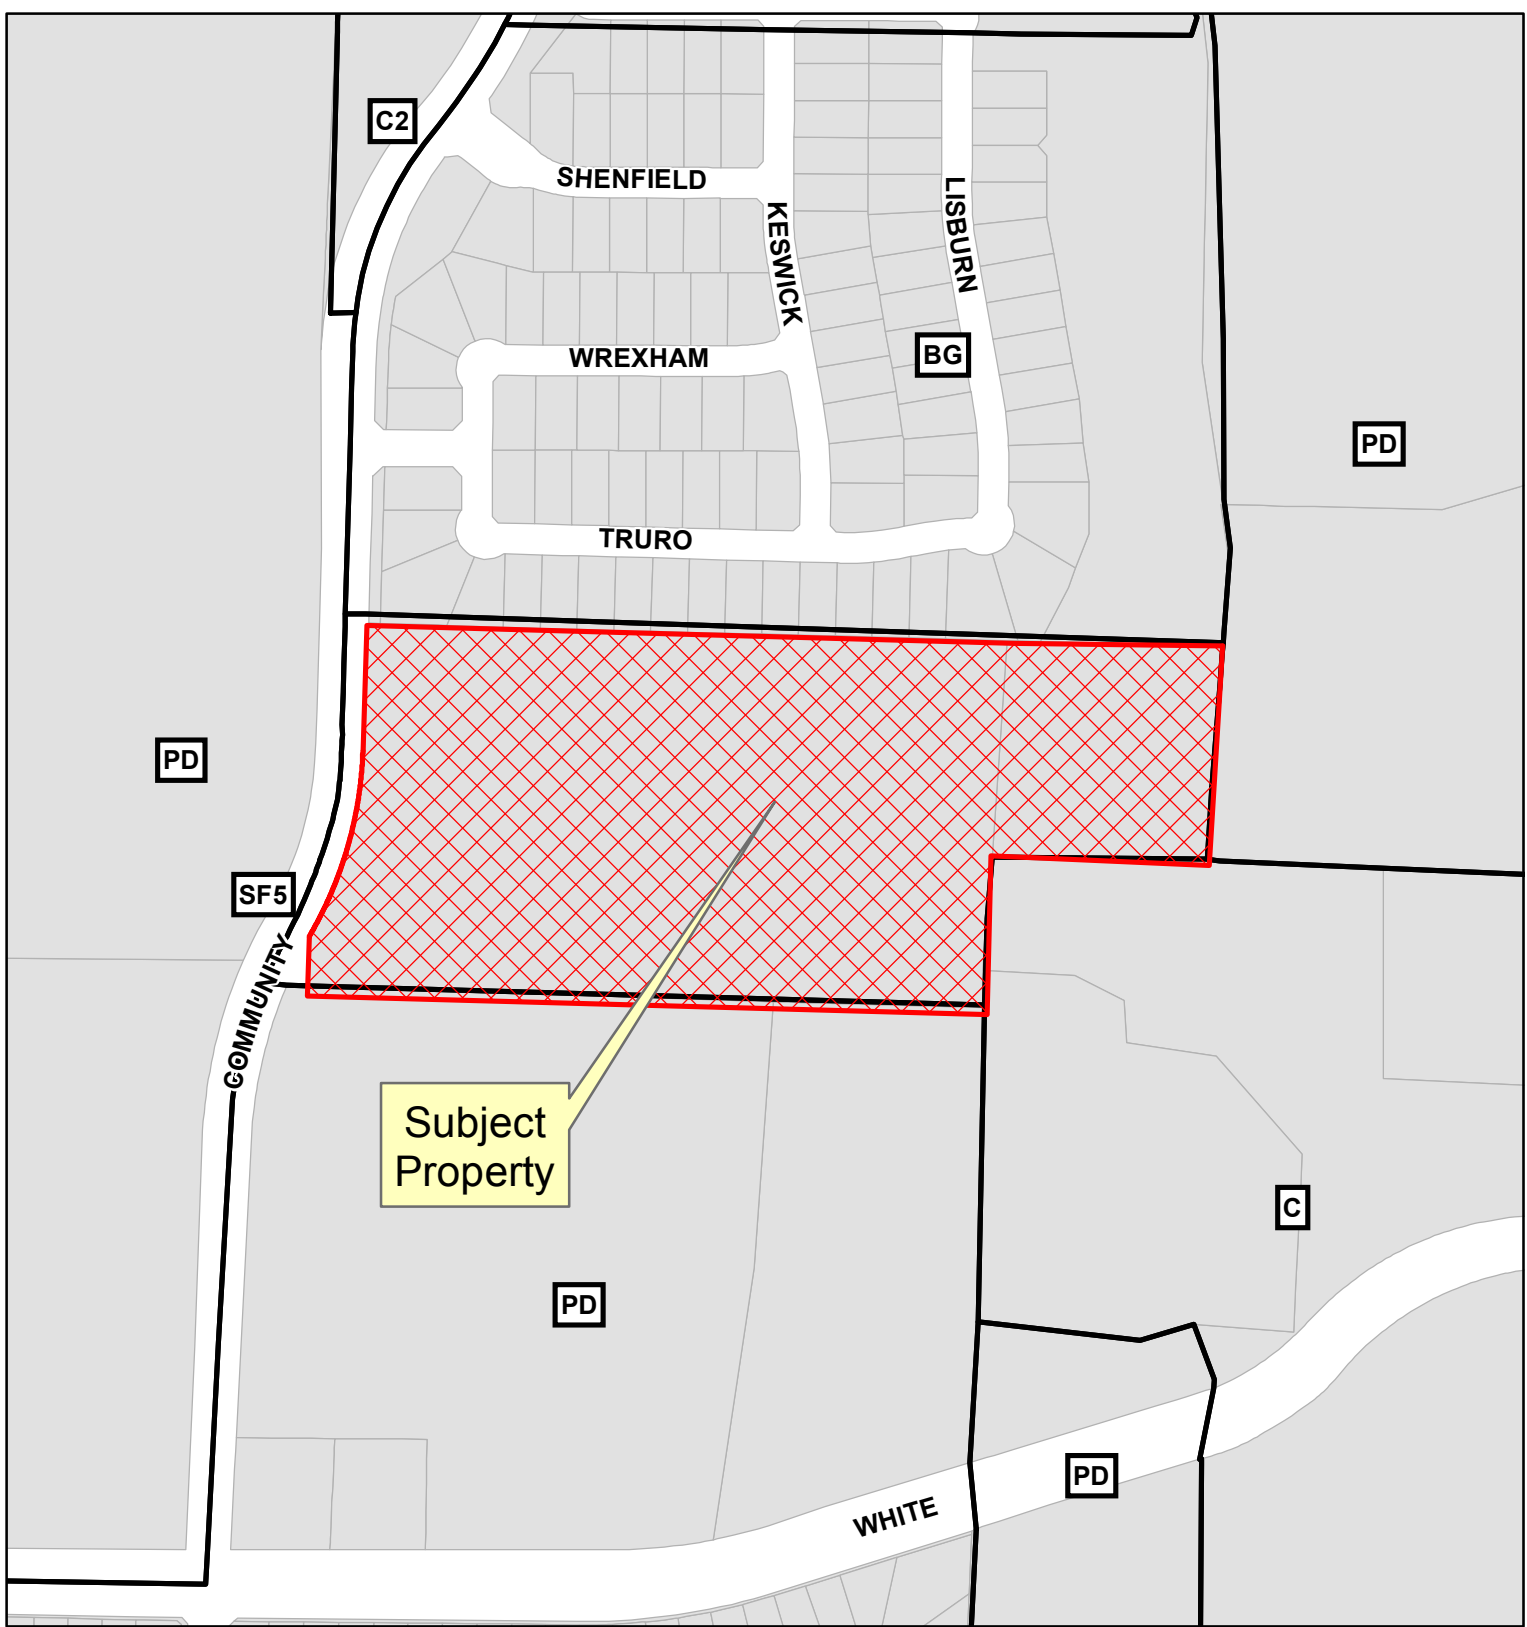 C2
SHENFIELD
KESWICK
LISBURN
WREXHAM
BG
PD
TRURO
PD
SF5
COMMUNITY
Subject
Property
C
PD
PD
WHITE